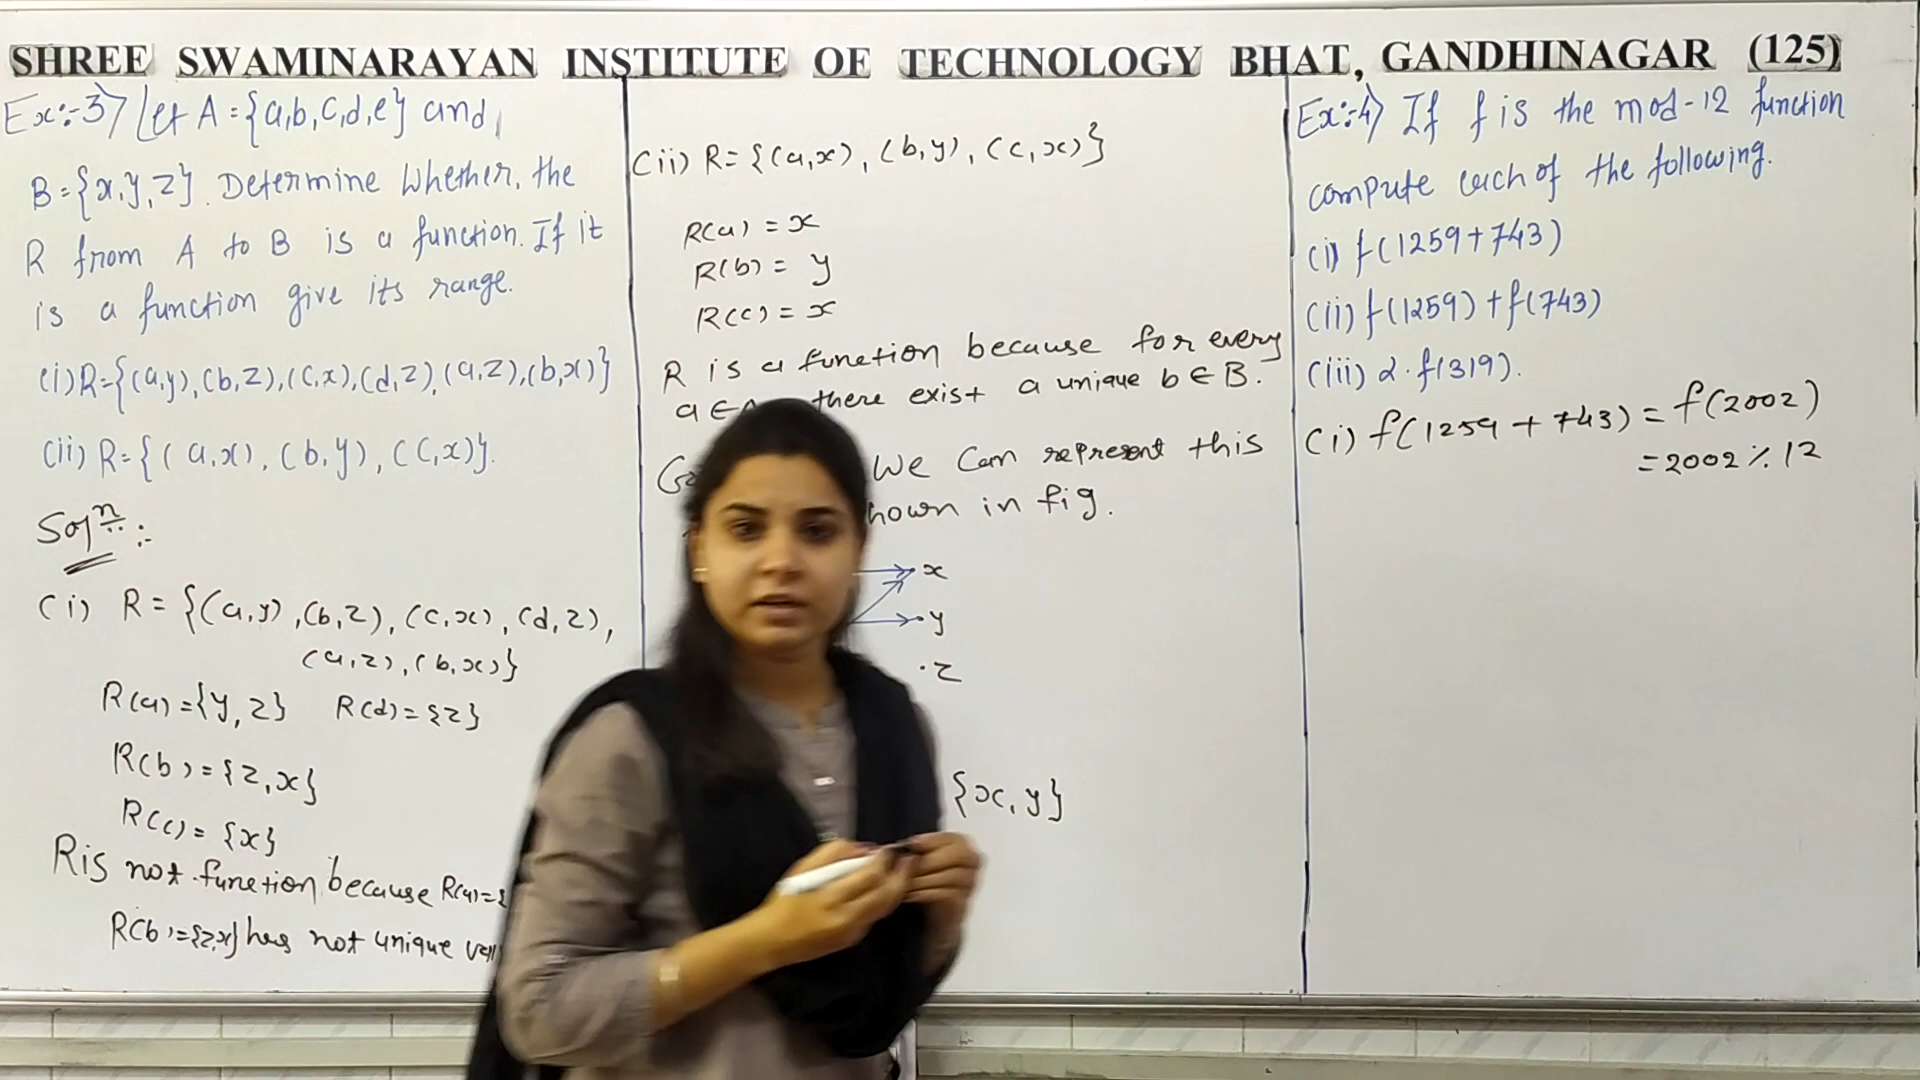 SHREE SWAMINARAYAN INSTITUTE OF TECHNOLOGY BHAT, GANDHINAGAR (125)
Ex:-3> Let A={a,b,c,d,e} and
B={x,y,z}. Determine whether, the
R from A to B is a function. If it
is a function give its range.
(i) R={(a,y),(b,z),(c,x),(d,z),(a,z),(b,x)}
(ii) R={(a,x),(b,y),(c,x)}.
Sol^n:
(i) R = {(a,y),(b,z),(c,x),(d,z),
(a,z),(b,x)}
R(a)={y,z} R(d)={z}
R(b)={z,x}
R(c)={x}
R is not function because R(a)={
R(b)={z,x} has not unique
(ii) R={(a,x),(b,y),(c,x)}
R(a)=x
R(b)=y
R(c)=x
R is a function because for every
a∈ there exist a unique b∈B.
We can represent this
hown in fig.
x
y
.z
{x,y}
Ex:-4> If f is the mod-12 function
compute each of the following.
(i) f(1259+743)
(ii) f(1259)+f(743)
(iii) 2.f(319).
(i) f(1259+743)=f(2002)
=2002%12